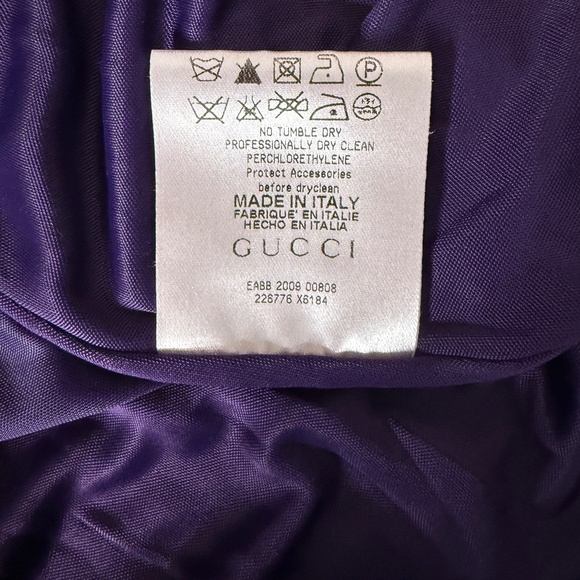 NO TUMBLE DRY
PROFESSIONALLY DRY CLEAN
PERCHLORETHYLENE
Protect Accessories
before dryclean
MADE IN ITALY
FABRIQUE' EN ITALIE
HECHO EN ITALIA
GUCCI
EABB 2009 00808
226776 X6184